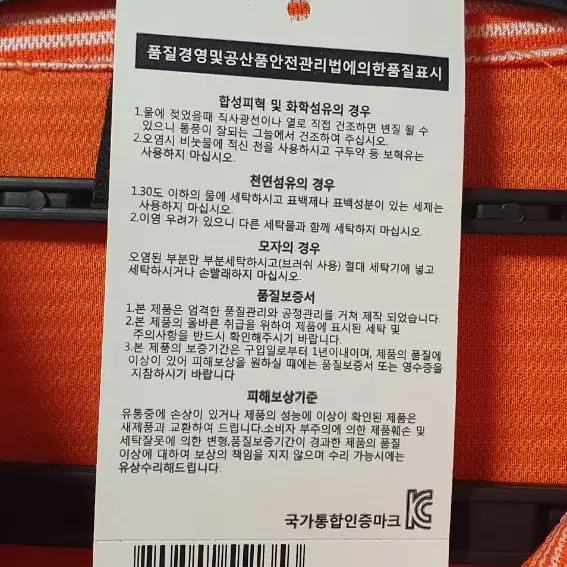 품질경영및공산품안전관리법에의한품질표시
합성피혁 및 화학섬유의 경우
1.물에 젖었을때 직사광선이나 열로 직접 건조하면 변질 될 수
있으니 통풍이 잘되는 그늘에서 건조하여 주십시오.
2.오염시 비눗물에 적신 천을 사용하시고 구두약 등 보혁유는
사용하지 마십시오.
천연섬유의 경우
1.30도 이하의 물에 세탁하시고 표백제나 표백성분이 있는 세제는
사용하지 마십시오.
2.이염 우려가 있으니 다른 세탁물과 함께 세탁하지 마십시오.
모자의 경우
오염된 부분만 부분세탁하시고(브러쉬 사용) 절대 세탁기에 넣고
세탁하시거나 손빨래하지 마십시오.
품질보증서
1.본 제품은 엄격한 품질관리와 공정관리를 거쳐 제작 되었습니다.
2.본 제품의 올바른 취급을 위하여 제품에 표시된 세탁 및
주의사항을 반드시 확인해주시기 바랍니다.
3.본 제품의 보증기간은 구입일로부터 1년이내이며, 제품의 품질에
이상이 있어 피해보상을 원하실 때에는 품질보증서 또는 영수증을
지참하시기 바랍니다
피해보상기준
유통중에 손상이 있거나 제품의 성능에 이상이 확인된 제품은
새제품과 교환하여 드립니다.소비자 부주의에 의한 제품훼손 및
세탁잘못에 의한 변형,품질보증기간이 경과한 제품의 품질
이상에 대하여 보상의 책임을 지지 않으며 수리 가능시에는
유상수리해드립니다.
국가통합인증마크 KC